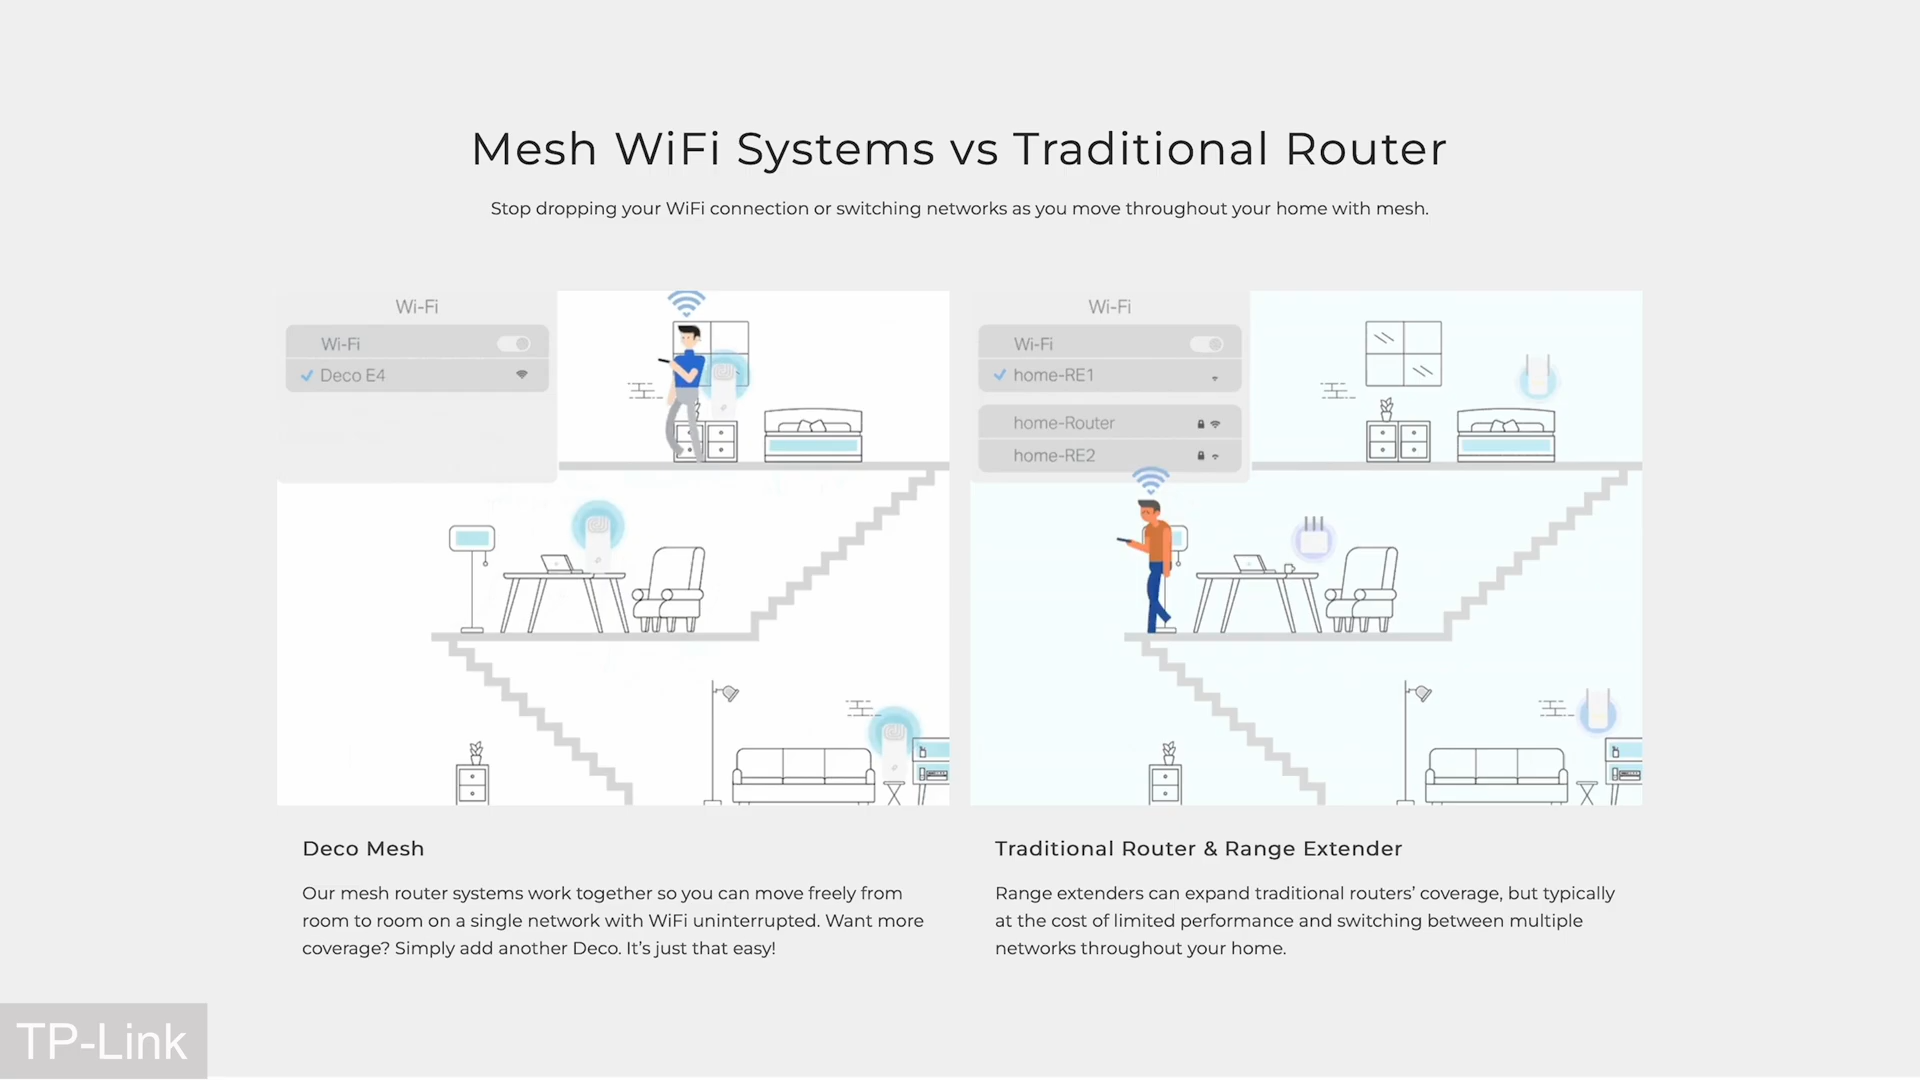 Mesh WiFi Systems vs Traditional Router
Stop dropping your WiFi connection or switching networks as you move throughout your home with mesh.
Wi-Fi
Wi-Fi
Deco E4
Wi-Fi
Wi-Fi
home-RE1
home-Router
home-RE2
Deco Mesh
Our mesh router systems work together so you can move freely from
room to room on a single network with WiFi uninterrupted. Want more
coverage? Simply add another Deco. It's just that easy!
Traditional Router & Range Extender
Range extenders can expand traditional routers' coverage, but typically
at the cost of limited performance and switching between multiple
networks throughout your home.
TP-Link